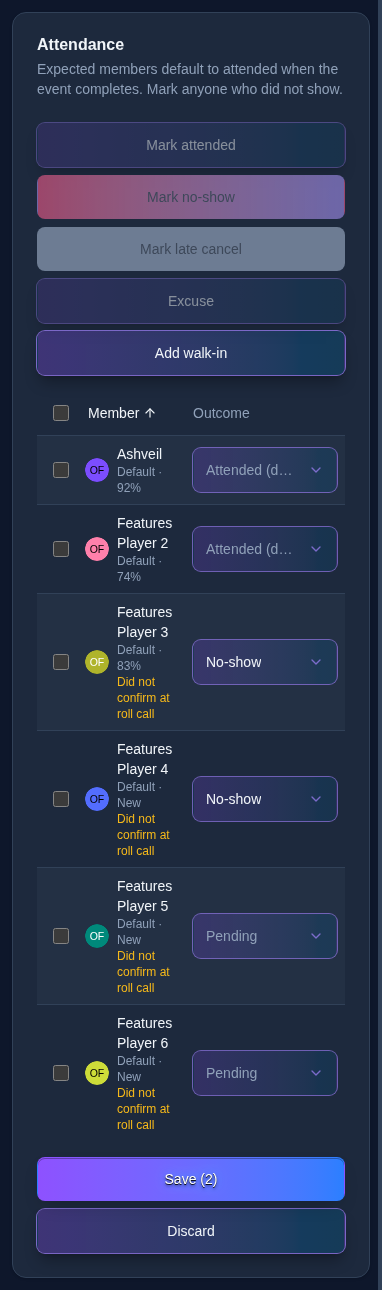 Attendance
Expected members default to attended when the
event completes. Mark anyone who did not show.
Mark attended
Mark no-show
Mark late cancel
Excuse
Add walk-in
Member ↑ Outcome
OF
Ashveil
Default ·
92%
Attended (d…
OF
Features
Player 2
Default ·
74%
Attended (d…
OF
Features
Player 3
Default ·
83%
Did not
confirm at
roll call
No-show
OF
Features
Player 4
Default ·
New
Did not
confirm at
roll call
No-show
OF
Features
Player 5
Default ·
New
Did not
confirm at
roll call
Pending
OF
Features
Player 6
Default ·
New
Did not
confirm at
roll call
Pending
Save (2)
Discard